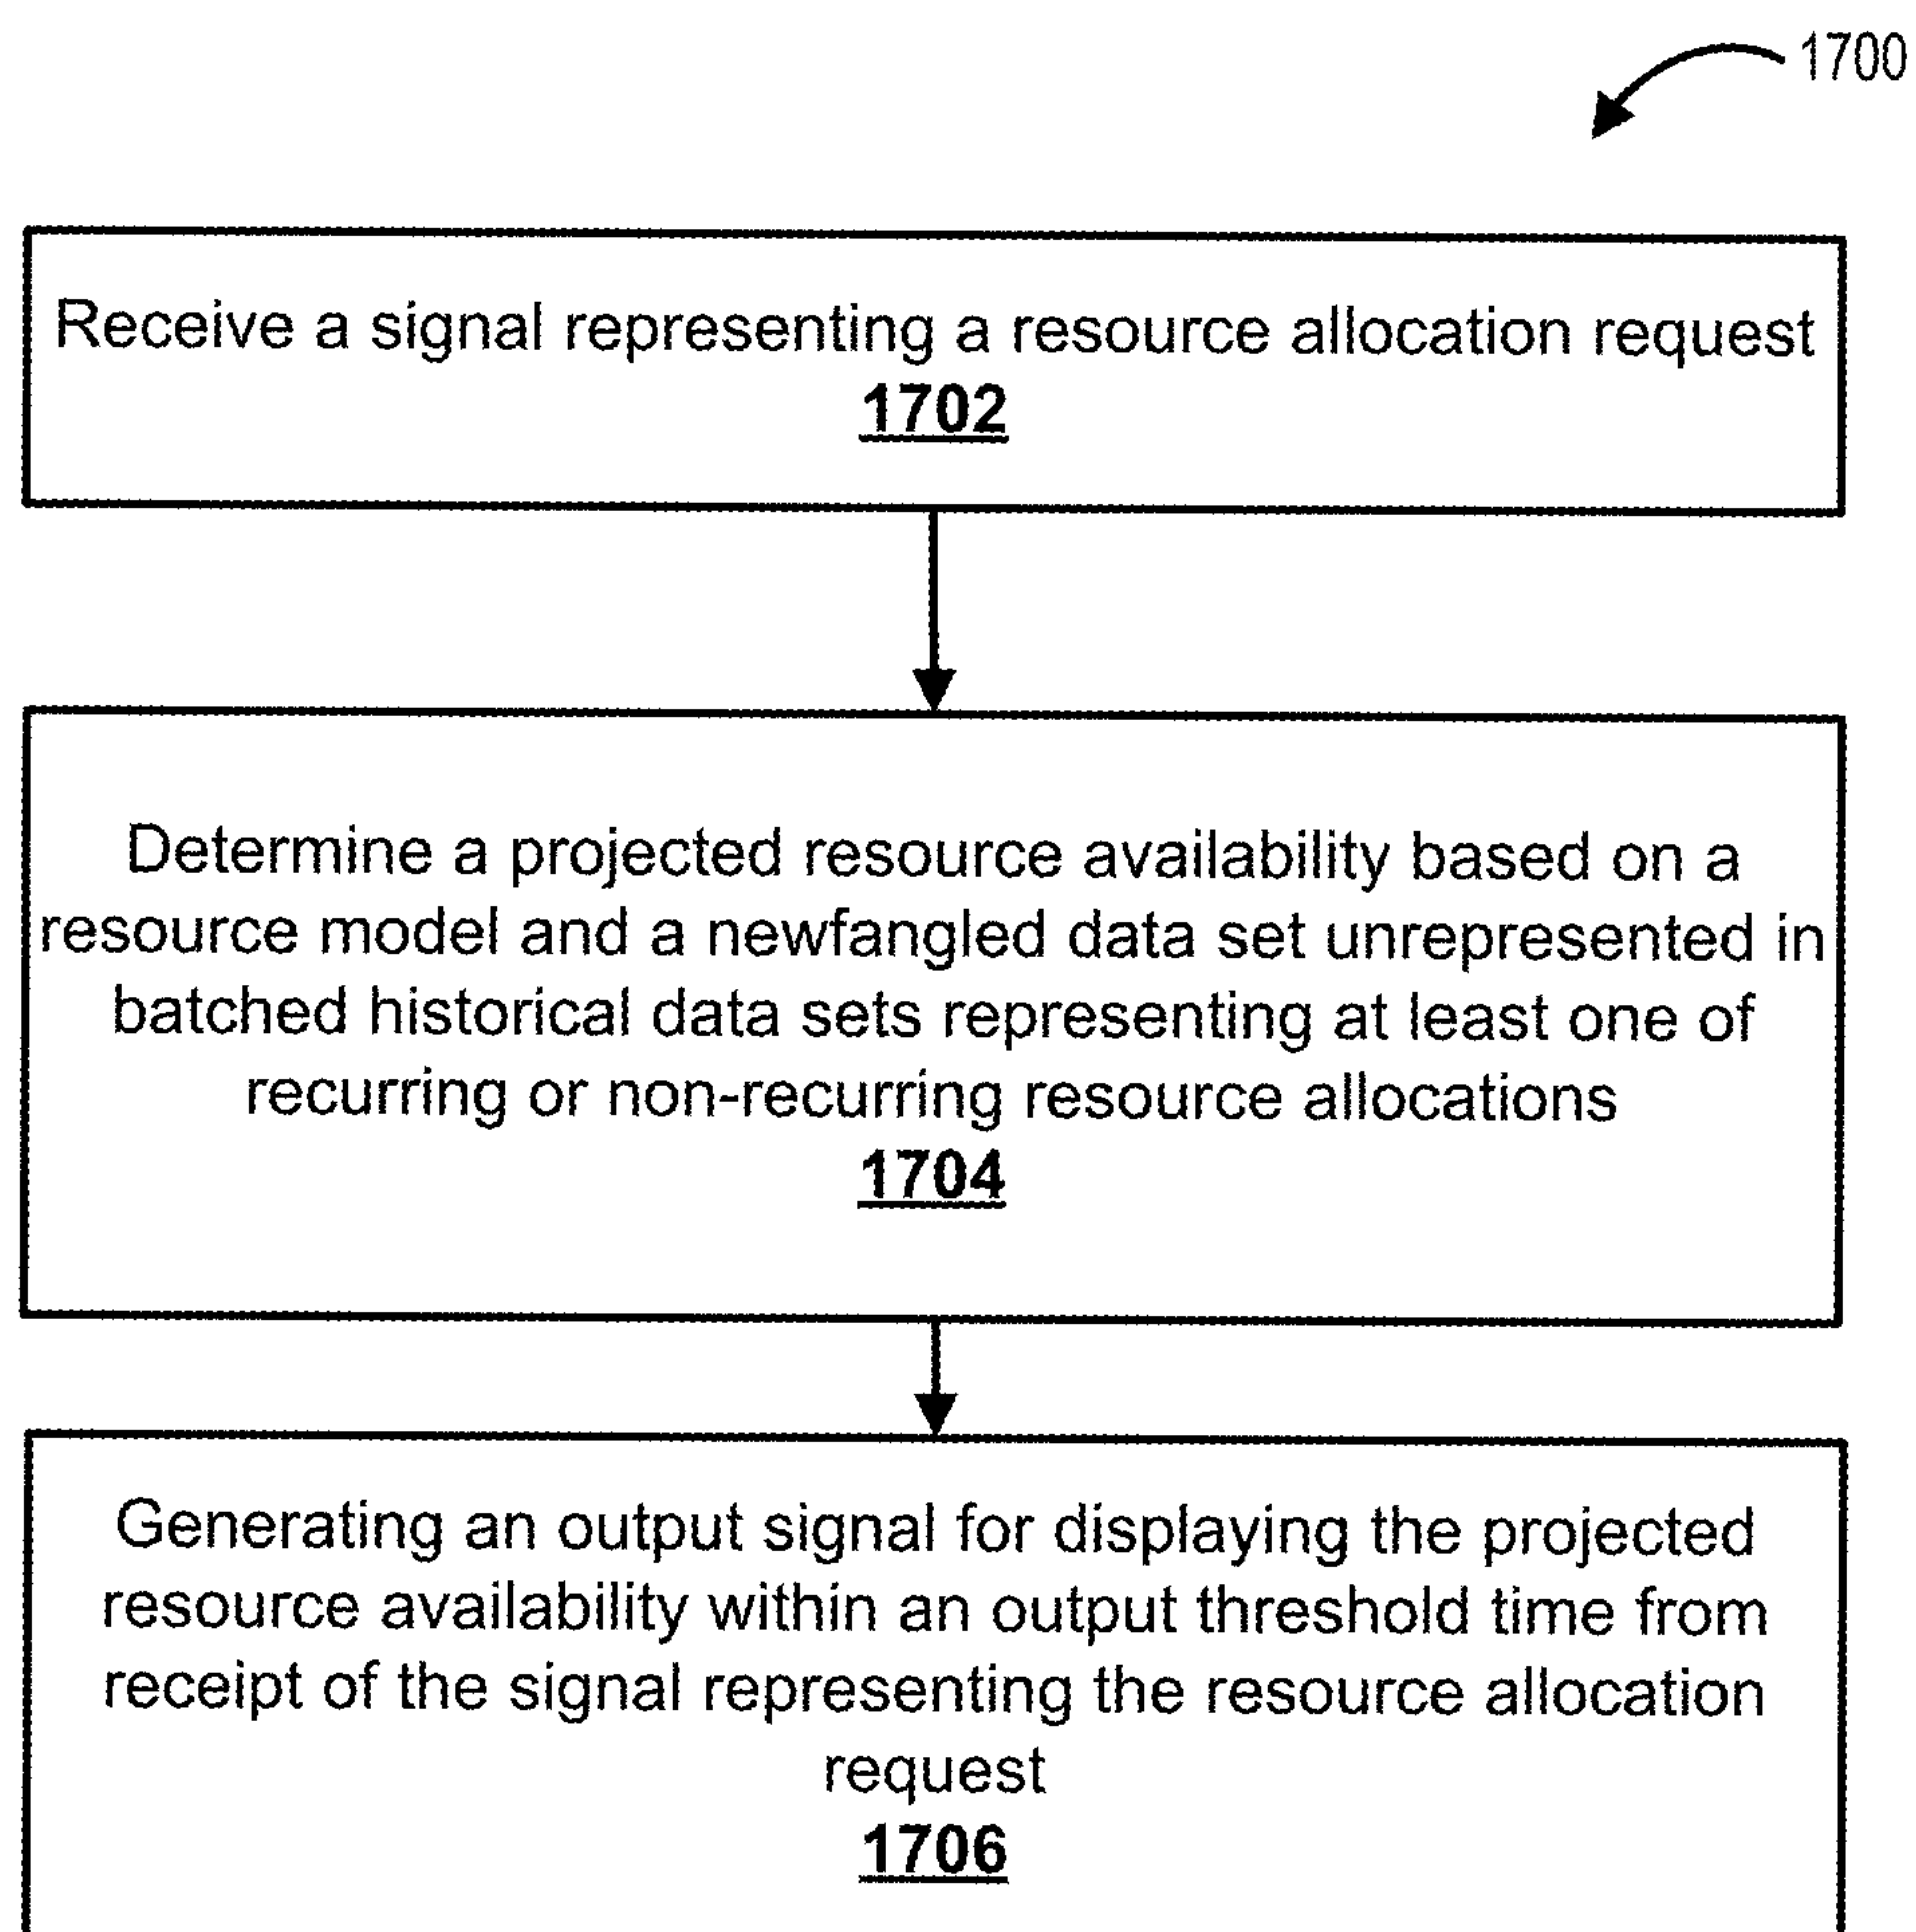 1700
Receive a signal representing a resource allocation request
1702
Determine a projected resource availability based on a
resource model and a newfangled data set unrepresented in
batched historical data sets representing at least one of
recurring or non-recurring resource allocations
1704
Generating an output signal for displaying the projected
resource availability within an output threshold time from
receipt of the signal representing the resource allocation
request
1706